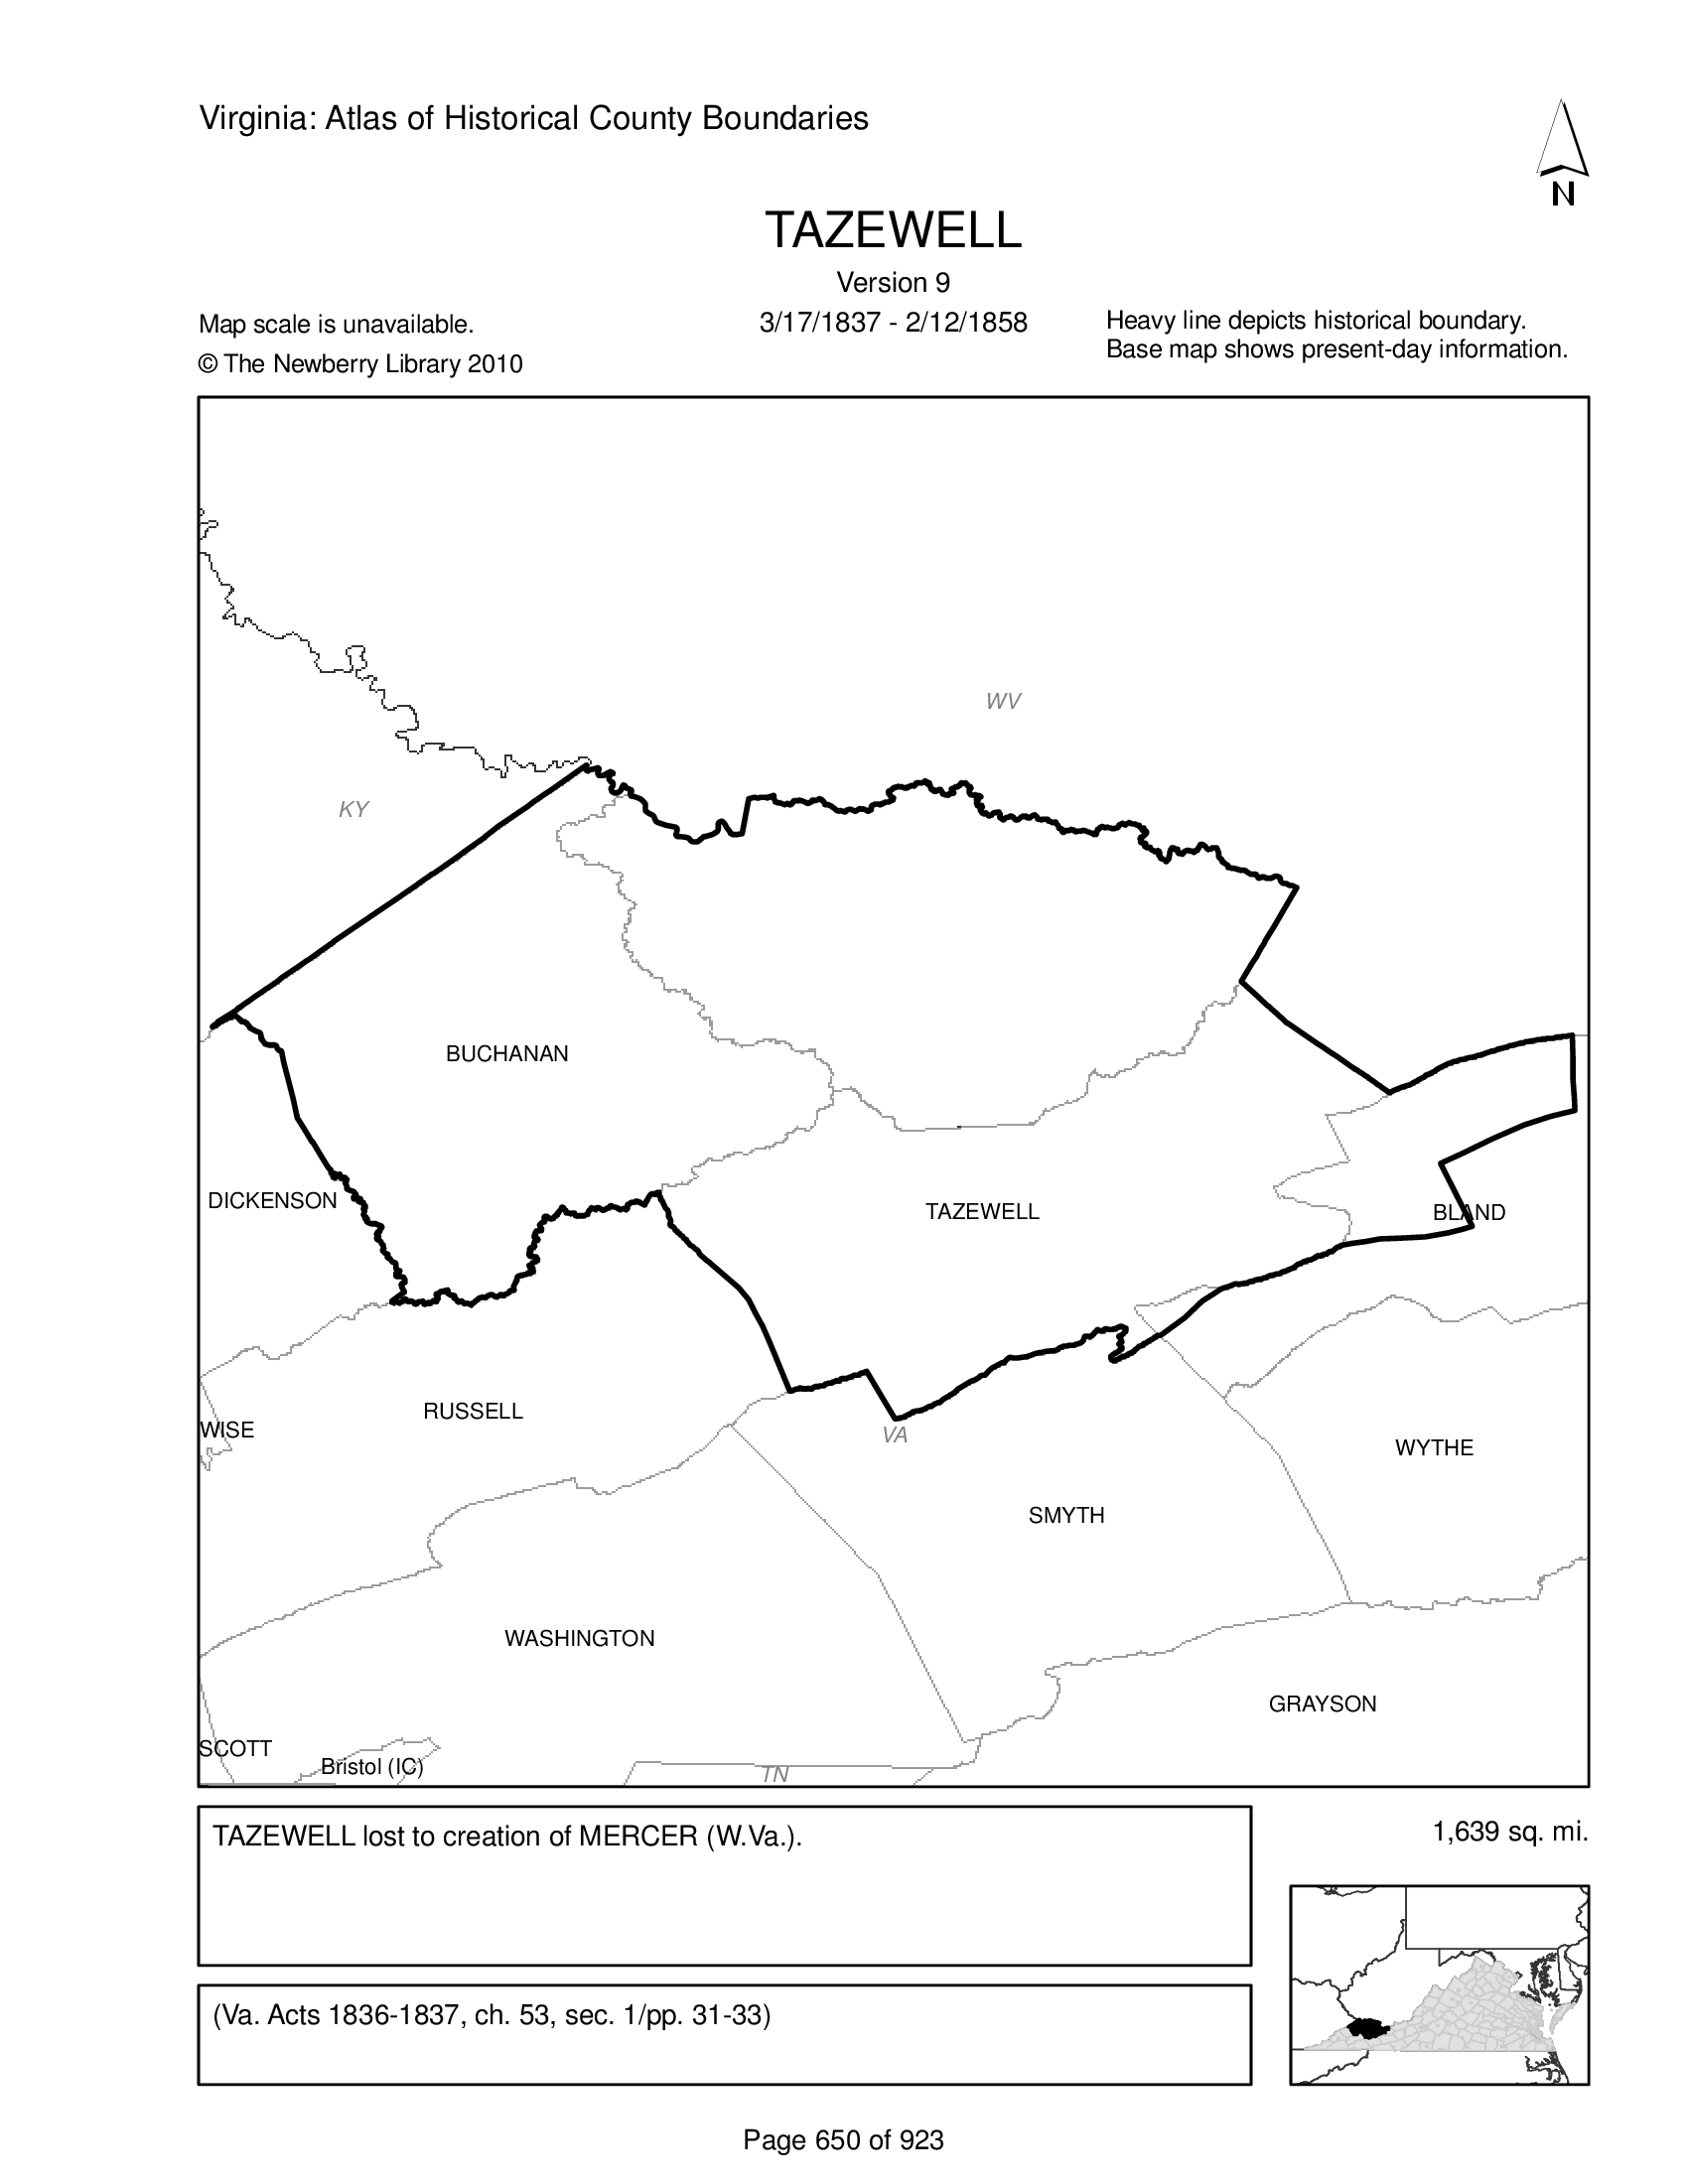 Virginia: Atlas of Historical County Boundaries
N
TAZEWELL
Version 9
3/17/1837 - 2/12/1858
Map scale is unavailable.
© The Newberry Library 2010
Heavy line depicts historical boundary.
Base map shows present-day information.
WV
KY
BUCHANAN
DICKENSON
TAZEWELL
BLAND
RUSSELL
WISE
VA
WYTHE
SMYTH
WASHINGTON
GRAYSON
SCOTT
Bristol (IC)
TN
TAZEWELL lost to creation of MERCER (W.Va.).
1,639 sq. mi.
(Va. Acts 1836-1837, ch. 53, sec. 1/pp. 31-33)
Page 650 of 923